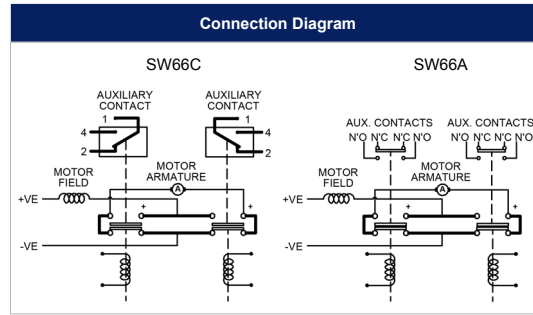 Connection Diagram
SW66C
SW66A
AUXILIARY
CONTACT
1
4
2
AUXILIARY
CONTACT
1
4
2
MOTOR
FIELD
MOTOR
ARMATURE
A
+VE
+
+
-VE
AUX. CONTACTS
N'O N'C N'C N'O
AUX. CONTACTS
N'O N'C N'C N'O
MOTOR
FIELD
MOTOR
ARMATURE
A
+VE
+
+
-VE